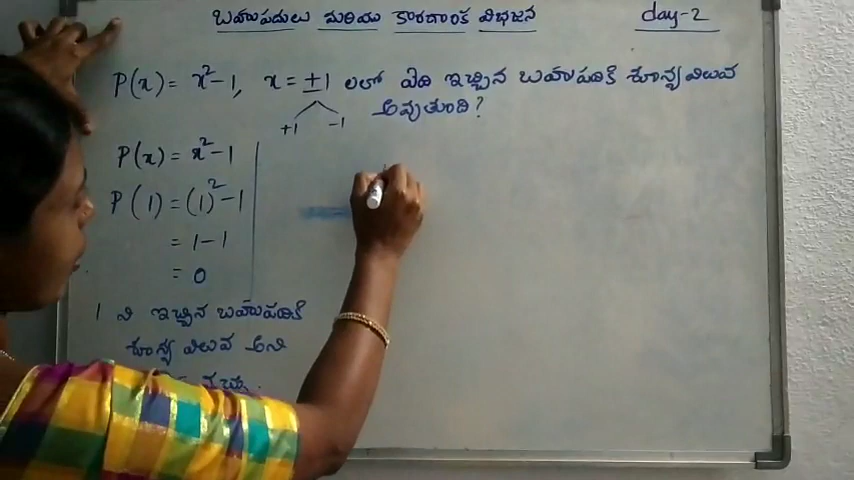 బహుపదులు మరియు కారణాంక విభజన day-2
P(x) = x² - 1, x = ±1 లలో ఏది ఇచ్చిన బహుపదికి శూన్య విలువ
అవుతుంది?
+1 -1
P(x) = x² - 1
P(1) = (1)² - 1
= 1 - 1
= 0
1 ని ఇచ్చిన బహుపదికి
శూన్య విలువ అని